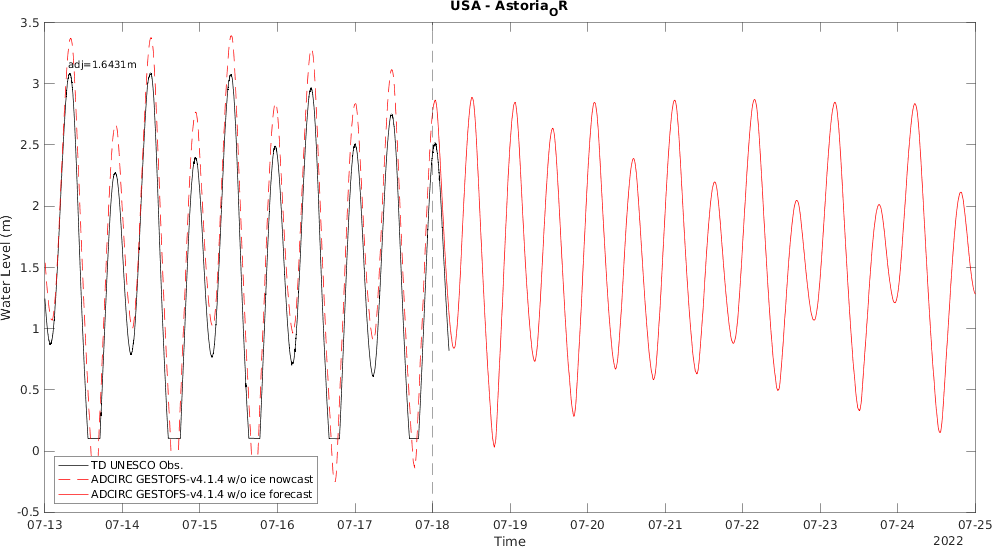 USA - Astoria_OR
3.5
adj=1.6431m
3
2.5
2
1.5
1
0.5
0
-0.5
Water Level (m)
TD UNESCO Obs.
ADCIRC GESTOFS-v4.1.4 w/o ice nowcast
ADCIRC GESTOFS-v4.1.4 w/o ice forecast
07-13 07-14 07-15 07-16 07-17 07-18 07-19 07-20 07-21 07-22 07-23 07-24 07-25
Time
2022